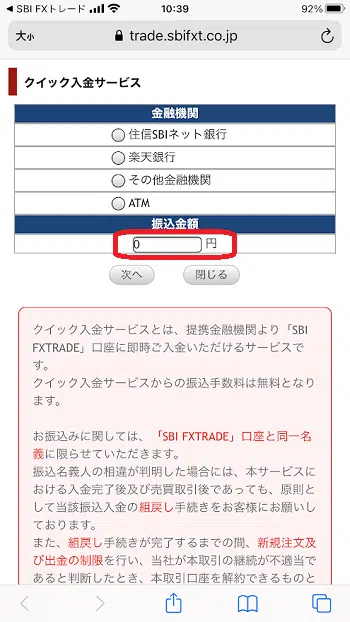 SBI FXトレード 10:39 92%
大小 trade.sbifxt.co.jp
クイック入金サービス
金融機関
住信SBIネット銀行
楽天銀行
その他金融機関
ATM
振込金額
0 円
次へ 閉じる
クイック入金サービスとは、提携金融機関より「SBI
FXTRADE」口座に即時ご入金いただけるサービスで
す。
クイック入金サービスからの振込手数料は無料となり
ます。
お振込みに関しては、「SBI FXTRADE」口座と同一名
義に限らせていただきます。
振込名義人の相違が判明した場合には、本サービスに
おける入金完了後及び売買取引後であっても、原則と
して当該振込入金の組戻し手続きをお客様にお願いし
ております。
また、組戻し手続きが完了するまでの間、新規注文及
び出金の制限を行い、当社が本取引の継続が不適当で
あると判断したとき、本取引口座を解約できるものと